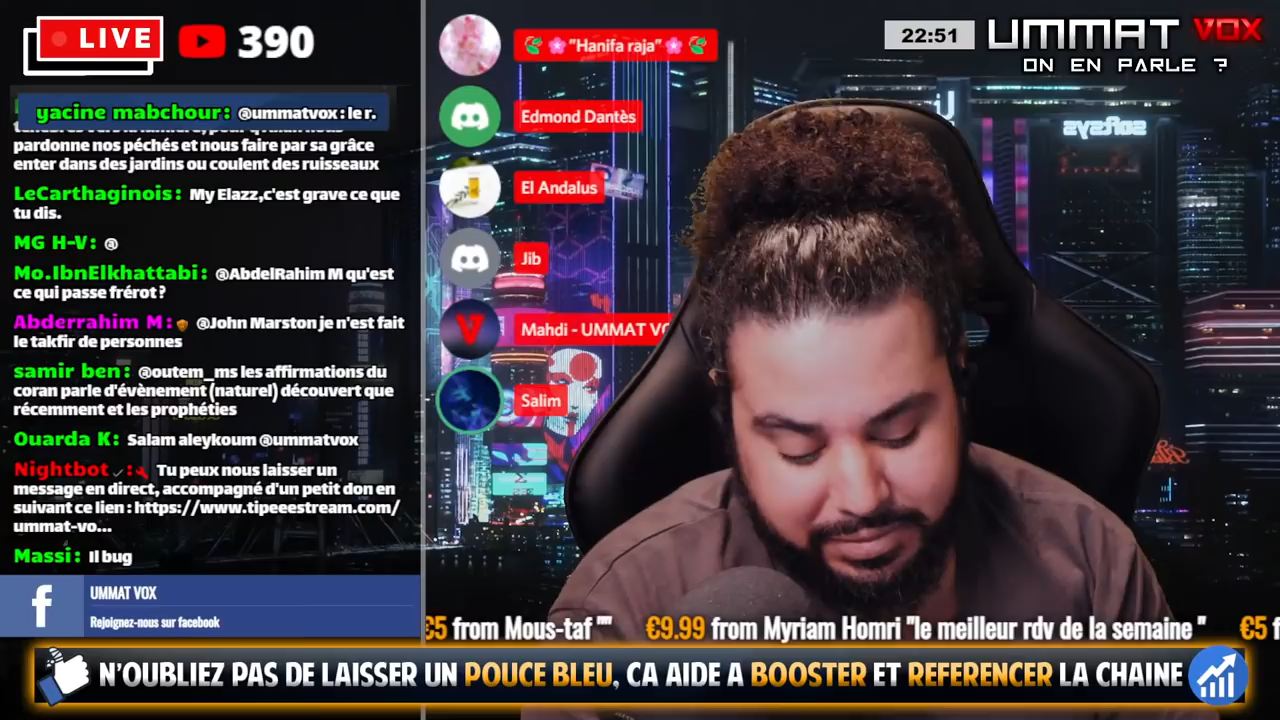 LIVE
390
yacine mabchour: @ummatvox : le r.
pardonne nos péchés et nous faire par sa grâce
enter dans des jardins ou coulent des ruisseaux
LeCarthaginois: My Elazz,c'est grave ce que
tu dis.
MG H-V: @
Mo.IbnElkhattabi: @AbdelRahim M qu'est
ce qui passe frérot ?
Abderrahim M: @John Marston je n'est fait
le takfir de personnes
samir ben: @outem_ms les affirmations du
coran parle d'évènement (naturel) découvert que
récemment et les prophéties
Ouarda K: Salam aleykoum @ummatvox
Nightbot : Tu peux nous laisser un
message en direct, accompagné d'un petit don en
suivant ce lien : https://www.tipeeestream.com/
ummat-vo...
Massi: Il bug
f
UMMAT VOX
Rejoignez-nous sur facebook
"Hanifa raja"
Edmond Dantès
El Andalus
Jib
V
Mahdi - UMMAT VO
Salim
22:51
UMMAT VOX
ON EN PARLE ?
softsys
€5 from Mous-taf "" €9.99 from Myriam Homri "le meilleur rdv de la semaine " €5 f
N'OUBLIEZ PAS DE LAISSER UN POUCE BLEU, CA AIDE A BOOSTER ET REFERENCER LA CHAINE